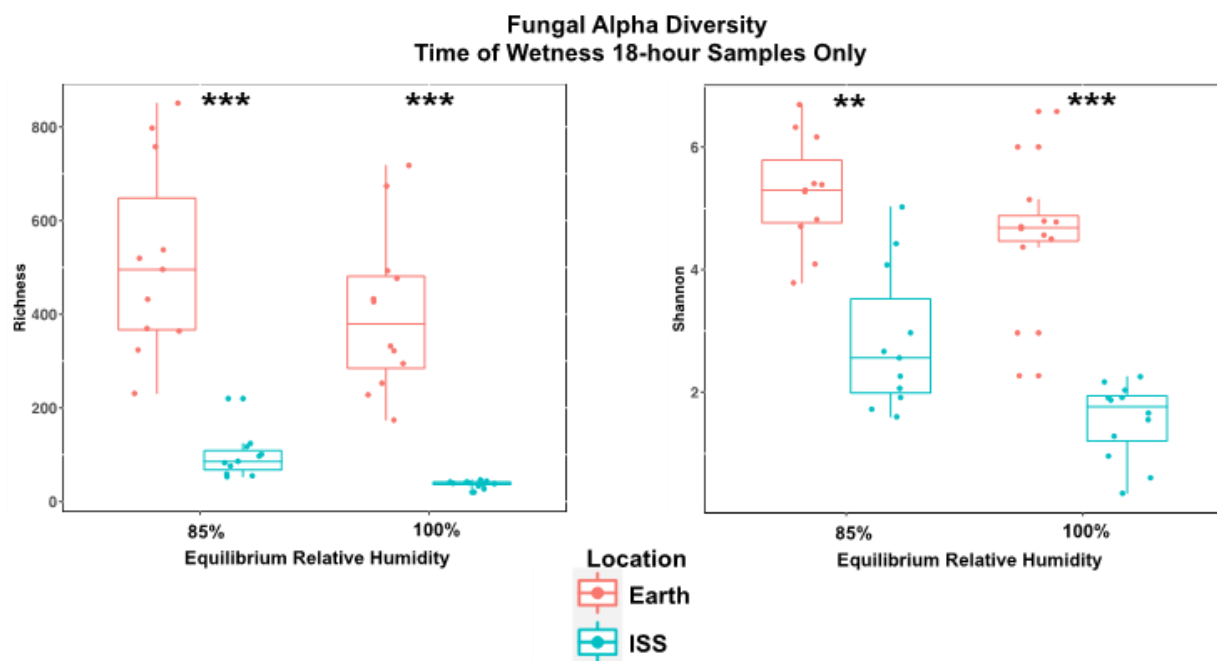 Fungal Alpha Diversity
Time of Wetness 18-hour Samples Only
***
***
800
600
400
200
0
Richness
85%
100%
Equilibrium Relative Humidity
**
***
6
4
2
Shannon
85%
100%
Equilibrium Relative Humidity
Location
Earth
ISS